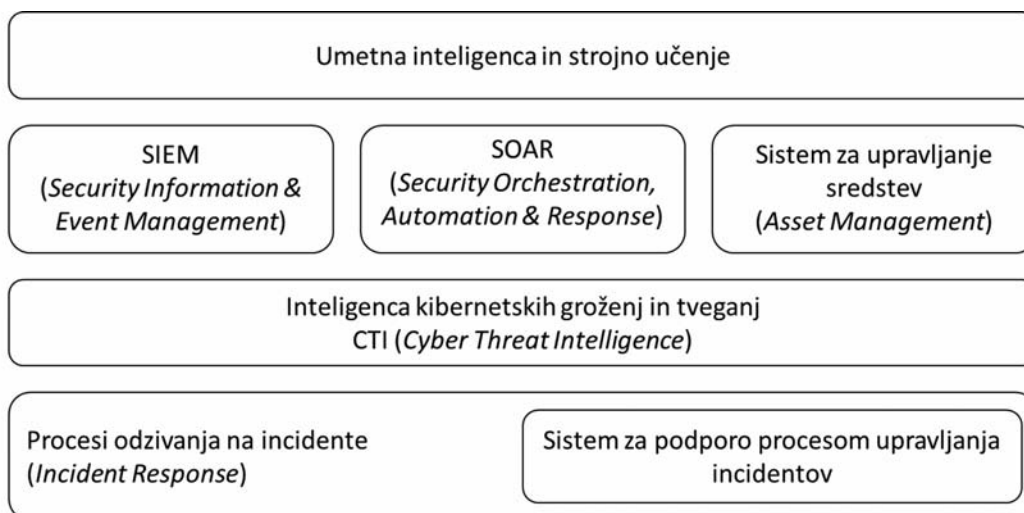 Umetna inteligenca in strojno učenje
SIEM
(Security Information &
Event Management)
SOAR
(Security Orchestration,
Automation & Response)
Sistem za upravljanje
sredstev
(Asset Management)
Inteligenca kibernetskih groženj in tveganj
CTI (Cyber Threat Intelligence)
Procesi odzivanja na incidente
(Incident Response)
Sistem za podporo procesom upravljanja
incidentov